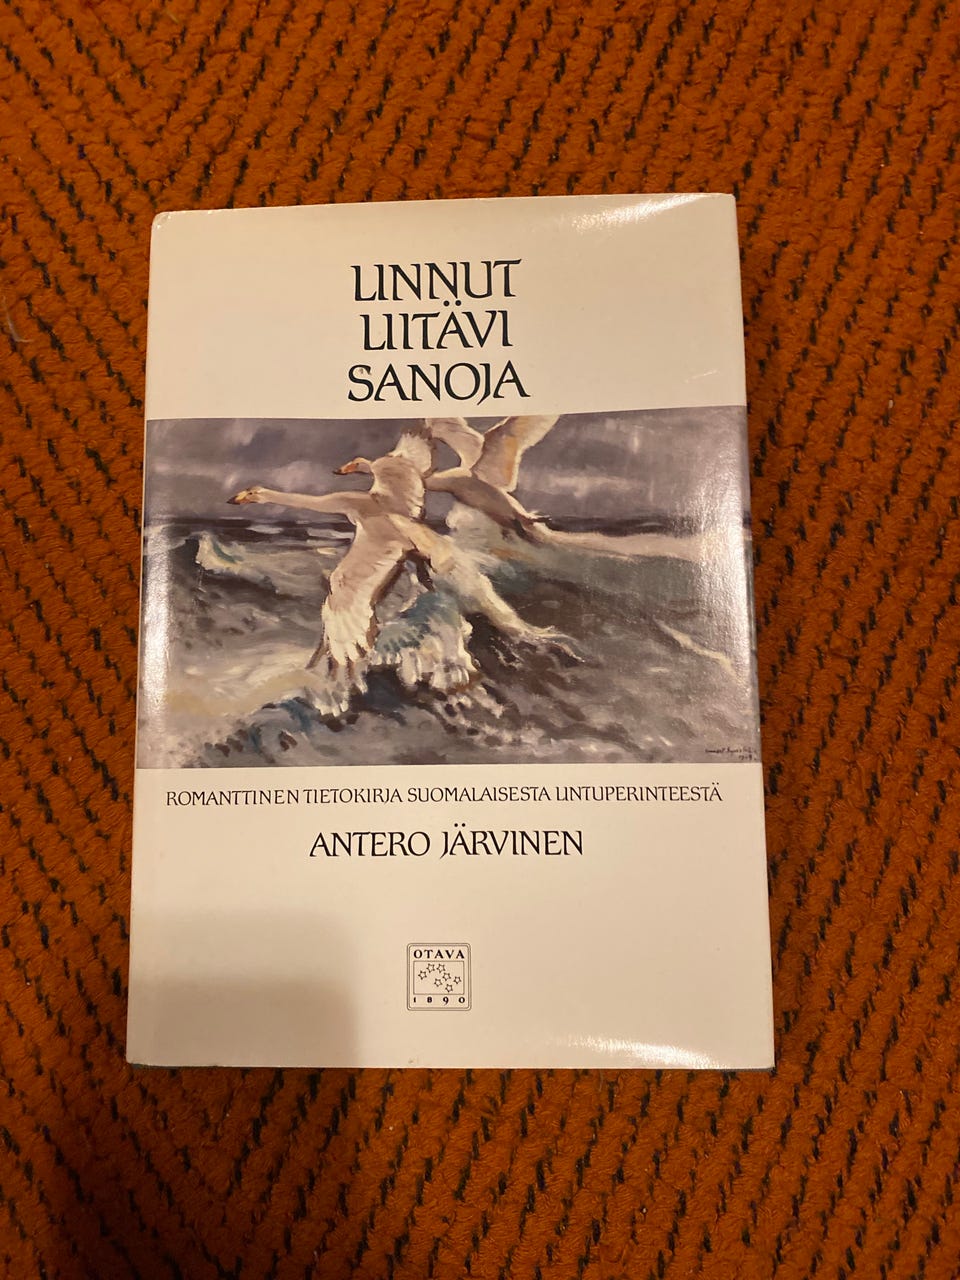 LINNUT
LIITÄVI
SANOJA
ROMANTTINEN TIETOKIRJA SUOMALAISESTA LINTUPERINTEESTÄ
ANTERO JÄRVINEN
OTAVA
1890